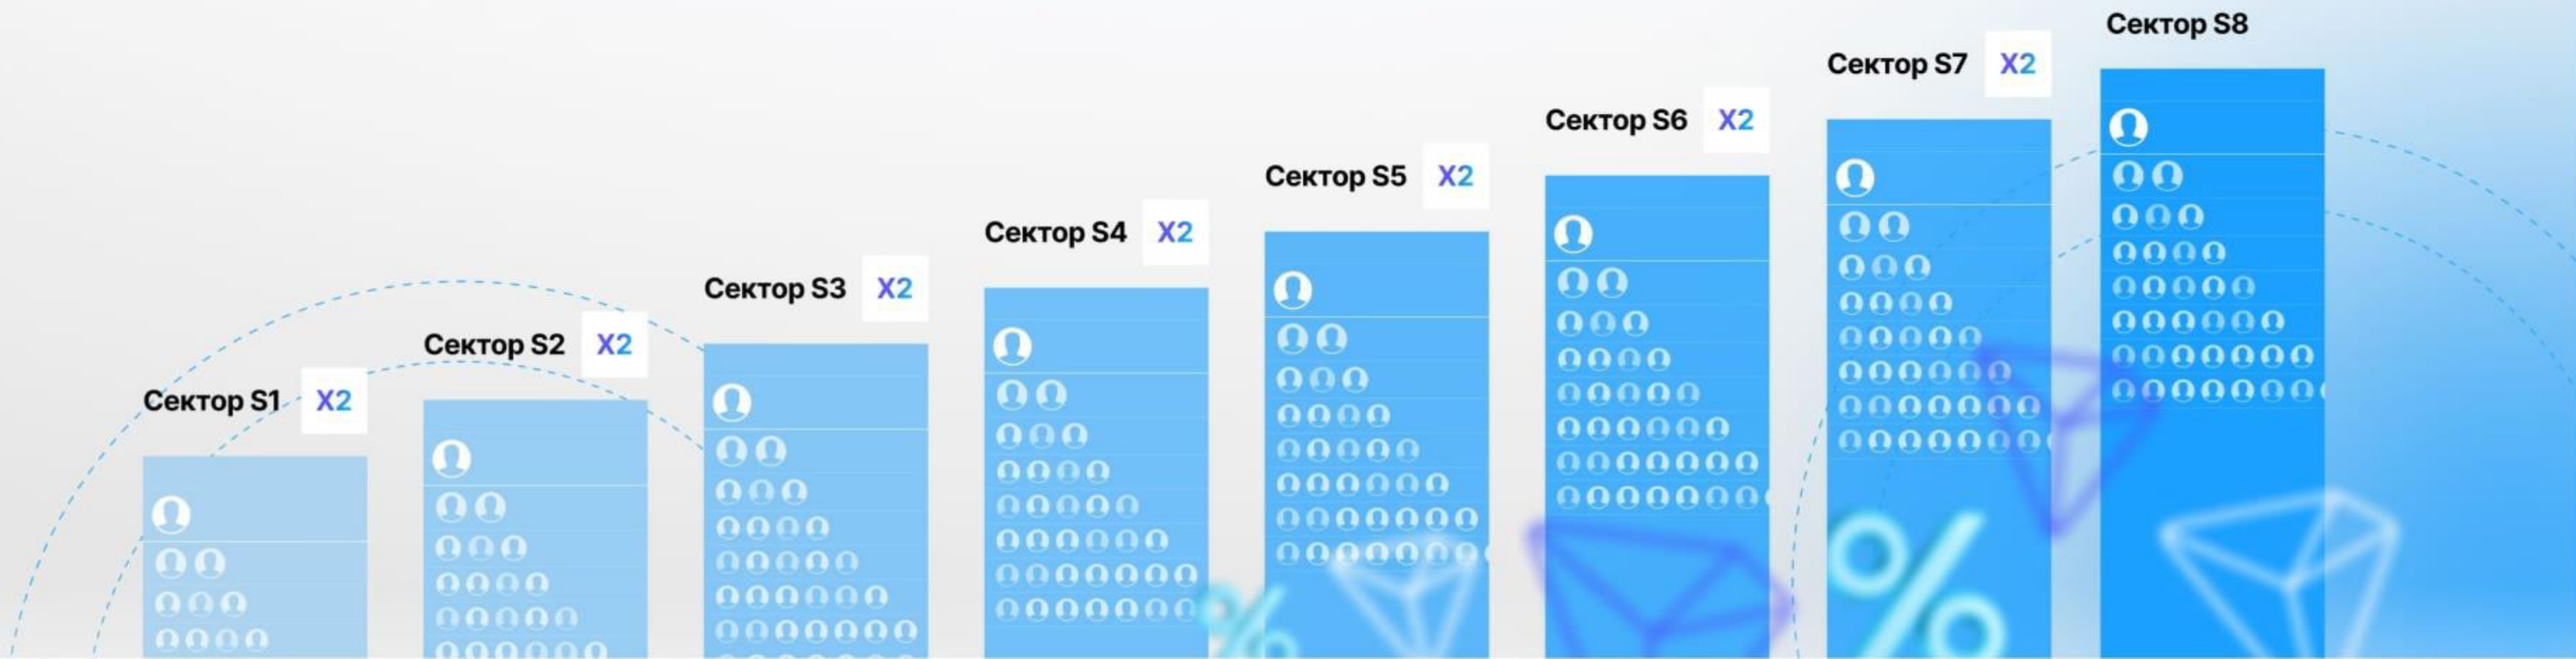 Сектор S1 X2
Сектор S2 X2
Сектор S3 X2
Сектор S4 X2
Сектор S5 X2
Сектор S6 X2
Сектор S7 X2
Сектор S8
%
%